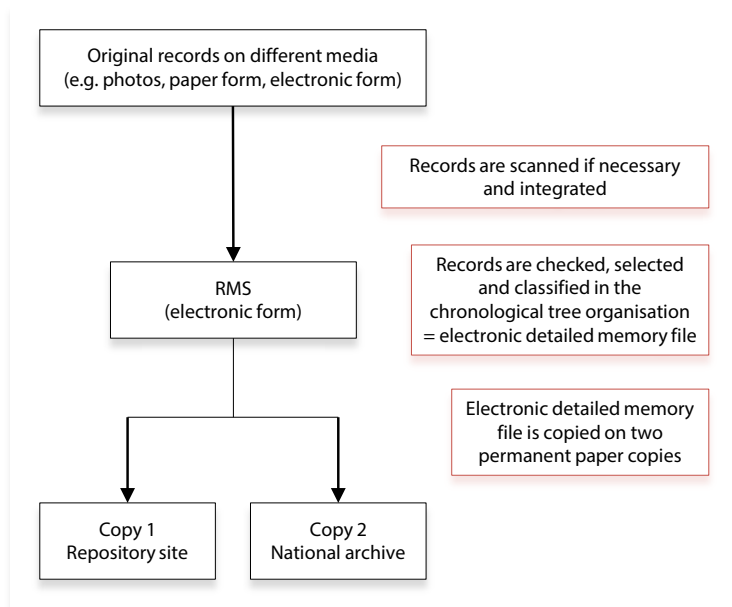 Original records on different media
(e.g. photos, paper form, electronic form)
Records are scanned if necessary
and integrated
RMS
(electronic form)
Records are checked, selected
and classified in the
chronological tree organisation
= electronic detailed memory file
Electronic detailed memory
file is copied on two
permanent paper copies
Copy 1
Repository site
Copy 2
National archive